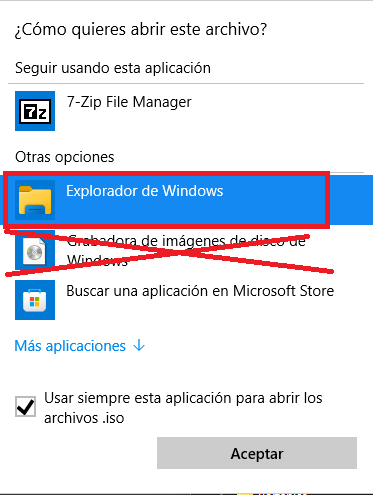 ¿Cómo quieres abrir este archivo?
Seguir usando esta aplicación
7z
7-Zip File Manager
Otras opciones
Explorador de Windows
Grabadora de imágenes de disco de
Windows
Buscar una aplicación en Microsoft Store
Más aplicaciones
Usar siempre esta aplicación para abrir los
archivos .iso
Aceptar